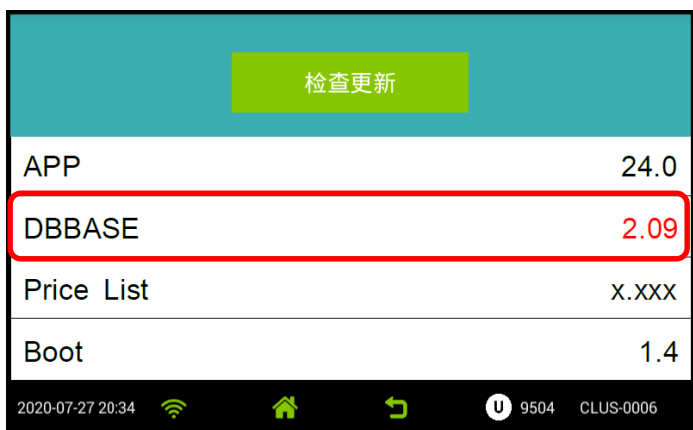 检查更新
APP 24.0
DBBASE 2.09
Price List x.xxx
Boot 1.4
2020-07-27 20:34 U 9504 CLUS-0006